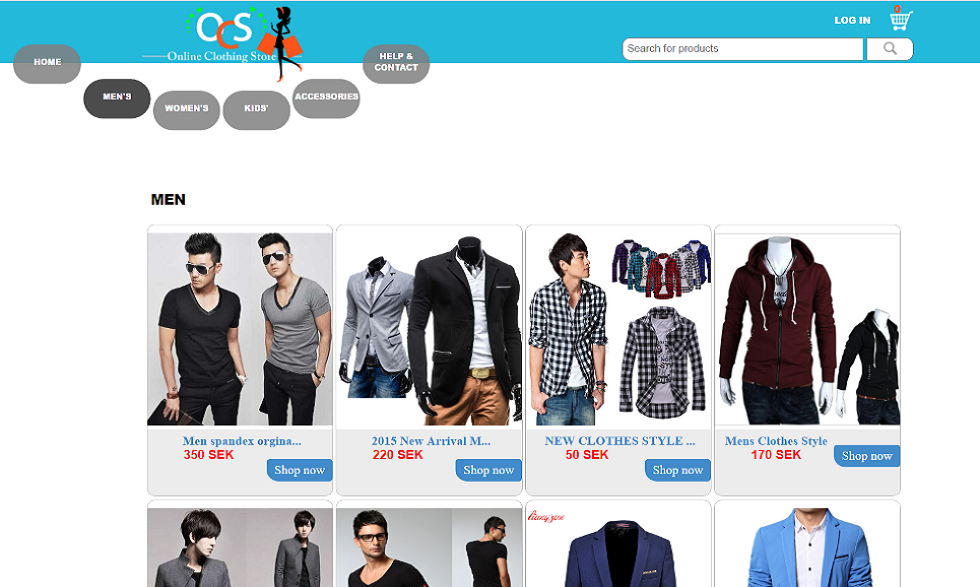 OCS
Online Clothing Store
LOG IN
0
Search for products
HOME
MEN'S
WOMEN'S
KIDS'
ACCESSORIES
HELP &
CONTACT
MEN
Men spandex orgina...
350 SEK
Shop now
2015 New Arrival M...
220 SEK
Shop now
NEW CLOTHES STYLE ...
50 SEK
Shop now
Mens Clothes Style
170 SEK
Shop now